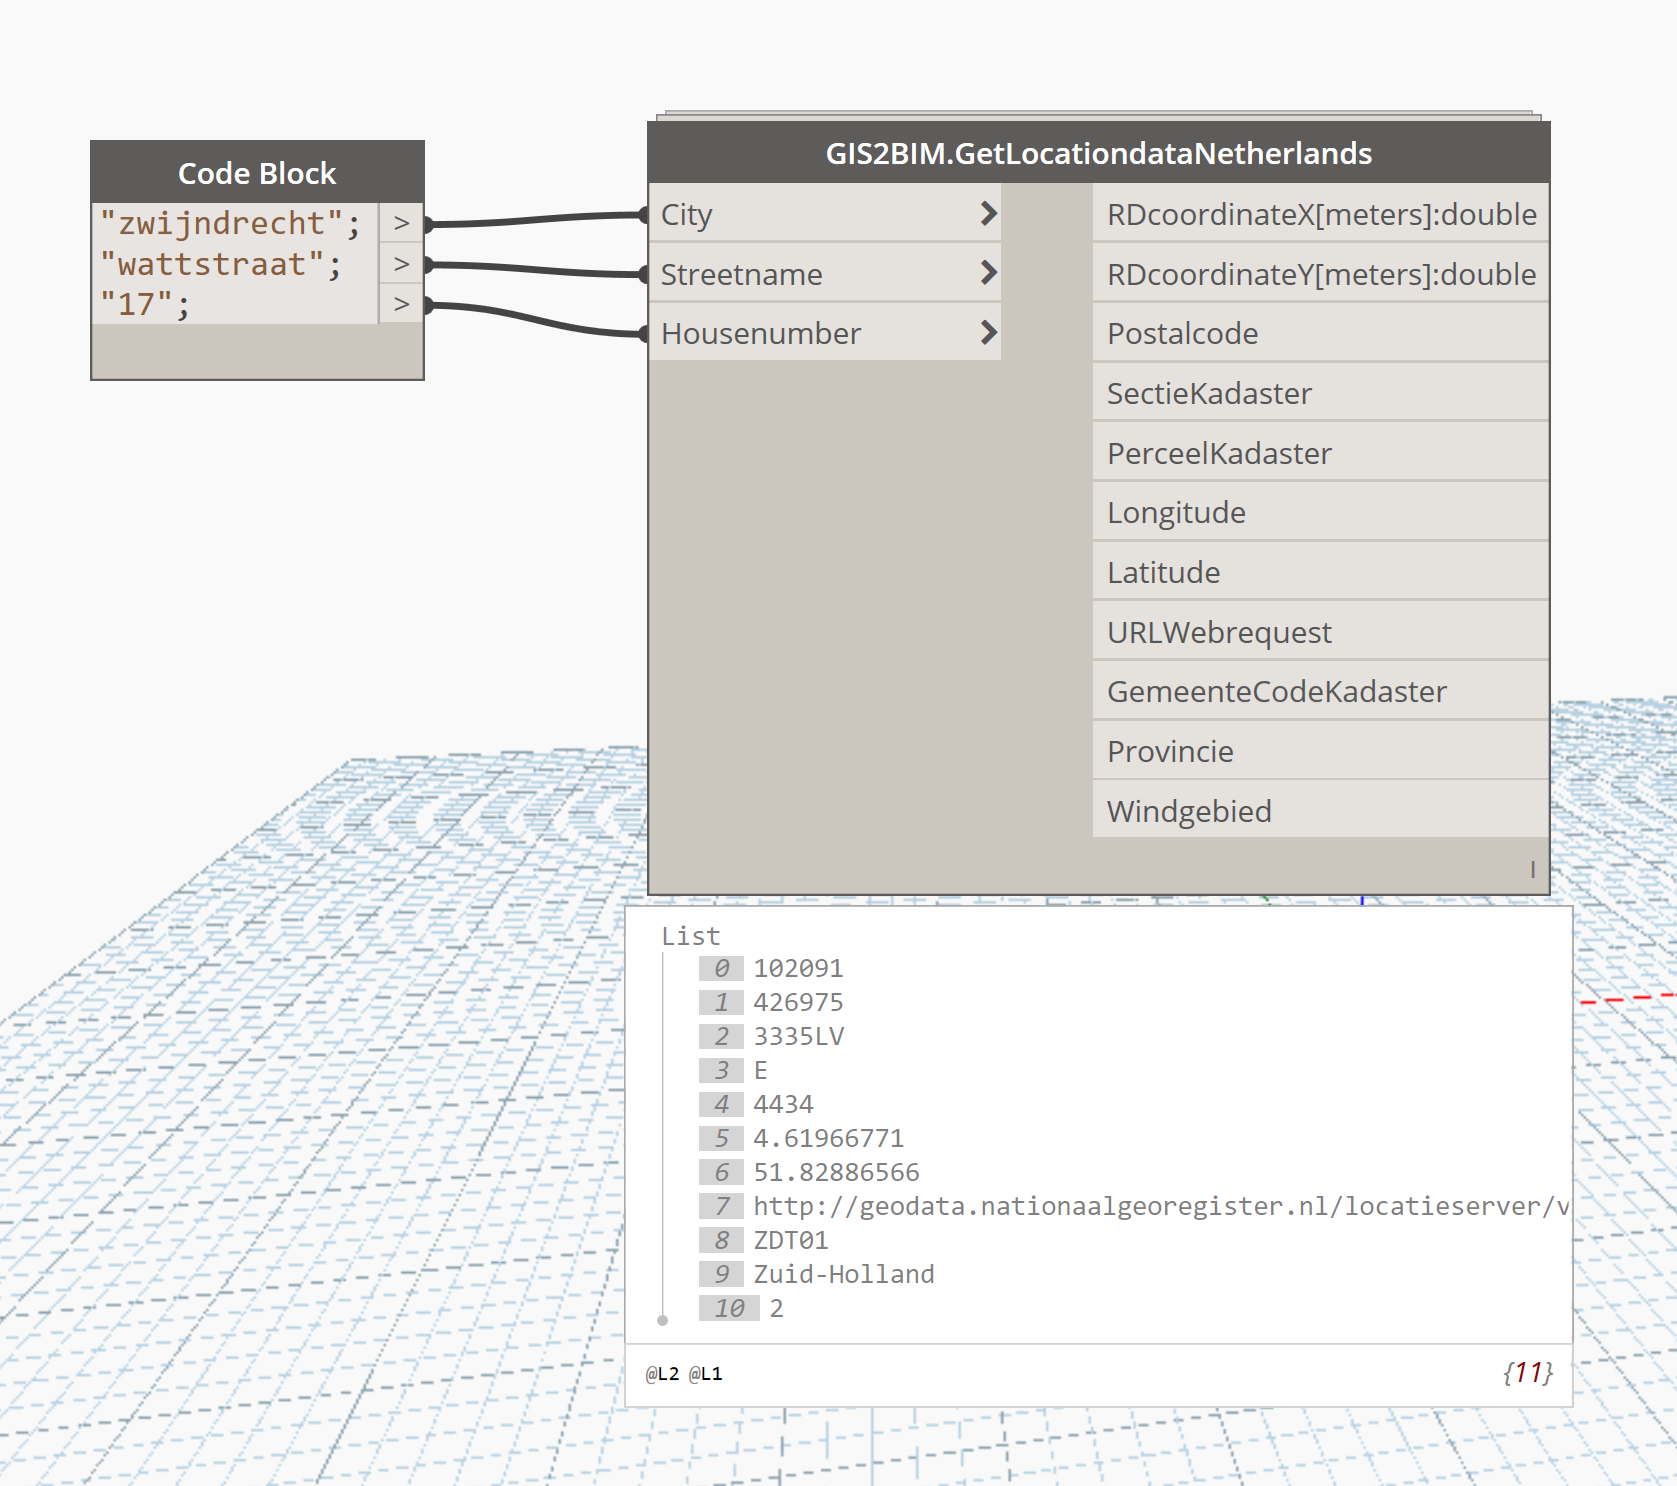 Code Block
"zwijndrecht"; >
"wattstraat"; >
"17"; >
GIS2BIM.GetLocationdataNetherlands
City
Streetname
Housenumber
RDcoordinateX[meters]:double
RDcoordinateY[meters]:double
Postalcode
SectieKadaster
PerceelKadaster
Longitude
Latitude
URLWebrequest
GemeenteCodeKadaster
Provincie
Windgebied
I
List
0 102091
1 426975
2 3335LV
3 E
4 4434
5 4.61966771
6 51.82886566
7 http://geodata.nationaalgeoregister.nl/locatieserver/v
8 ZDT01
9 Zuid-Holland
10 2
@L2 @L1 {11}